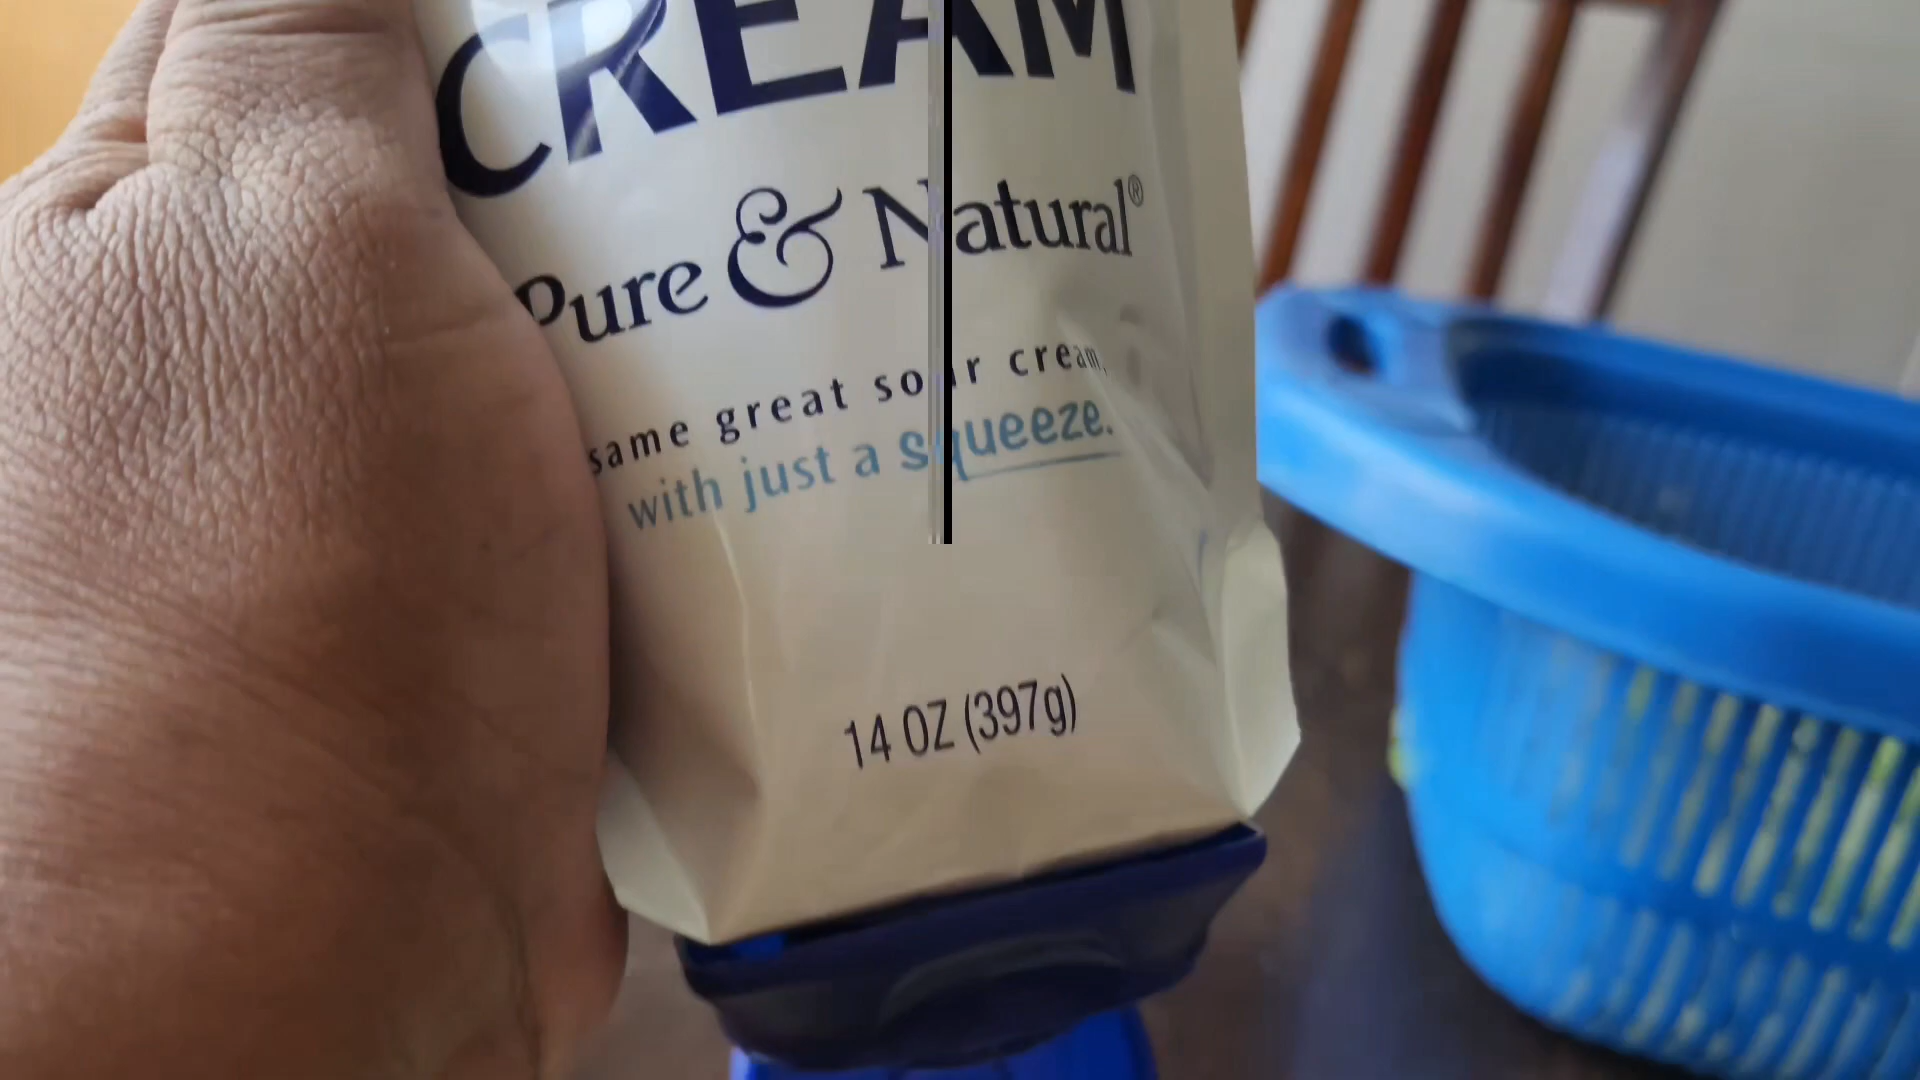 CREAM
Pure & Natural®
same great sour cream,
with just a squeeze.
14 OZ (397g)